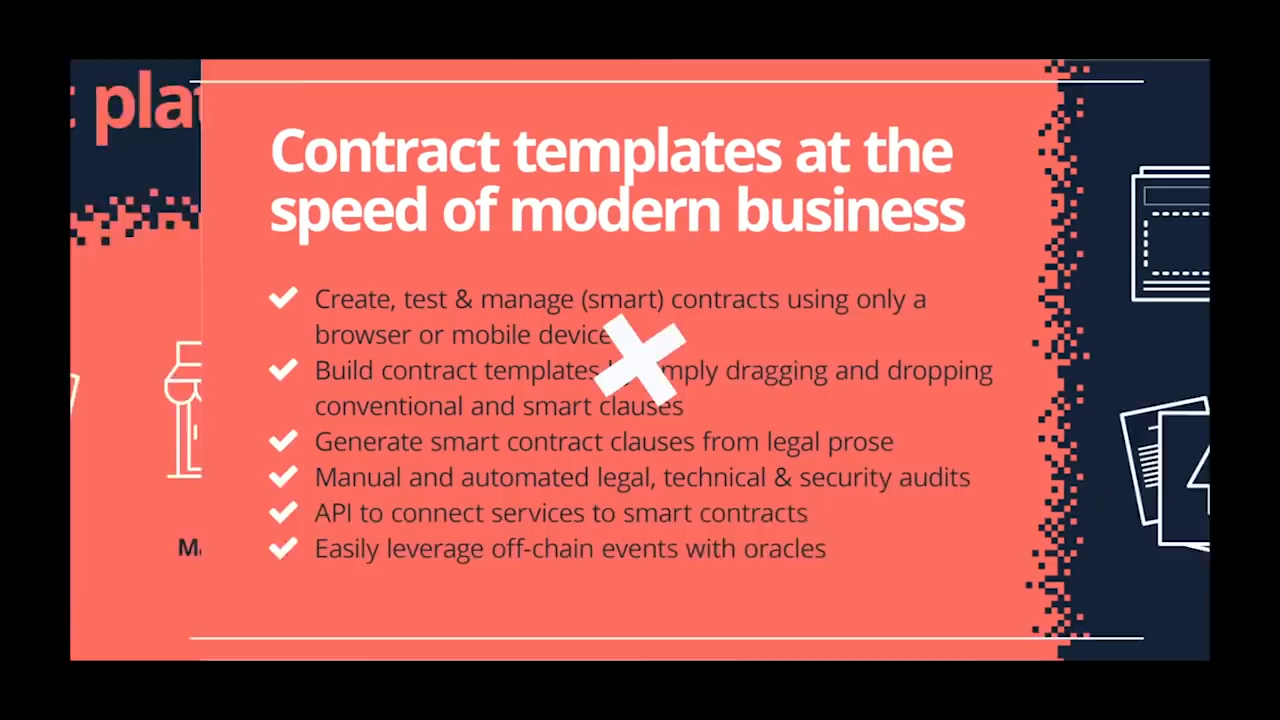 plat
Contract templates at the
speed of modern business
Create, test & manage (smart) contracts using only a
browser or mobile device
Build contract templates dragging and dropping
conventional and smart clauses
Generate smart contract clauses from legal prose
Manual and automated legal, technical & security audits
API to connect services to smart contracts
Easily leverage off-chain events with oracles
4